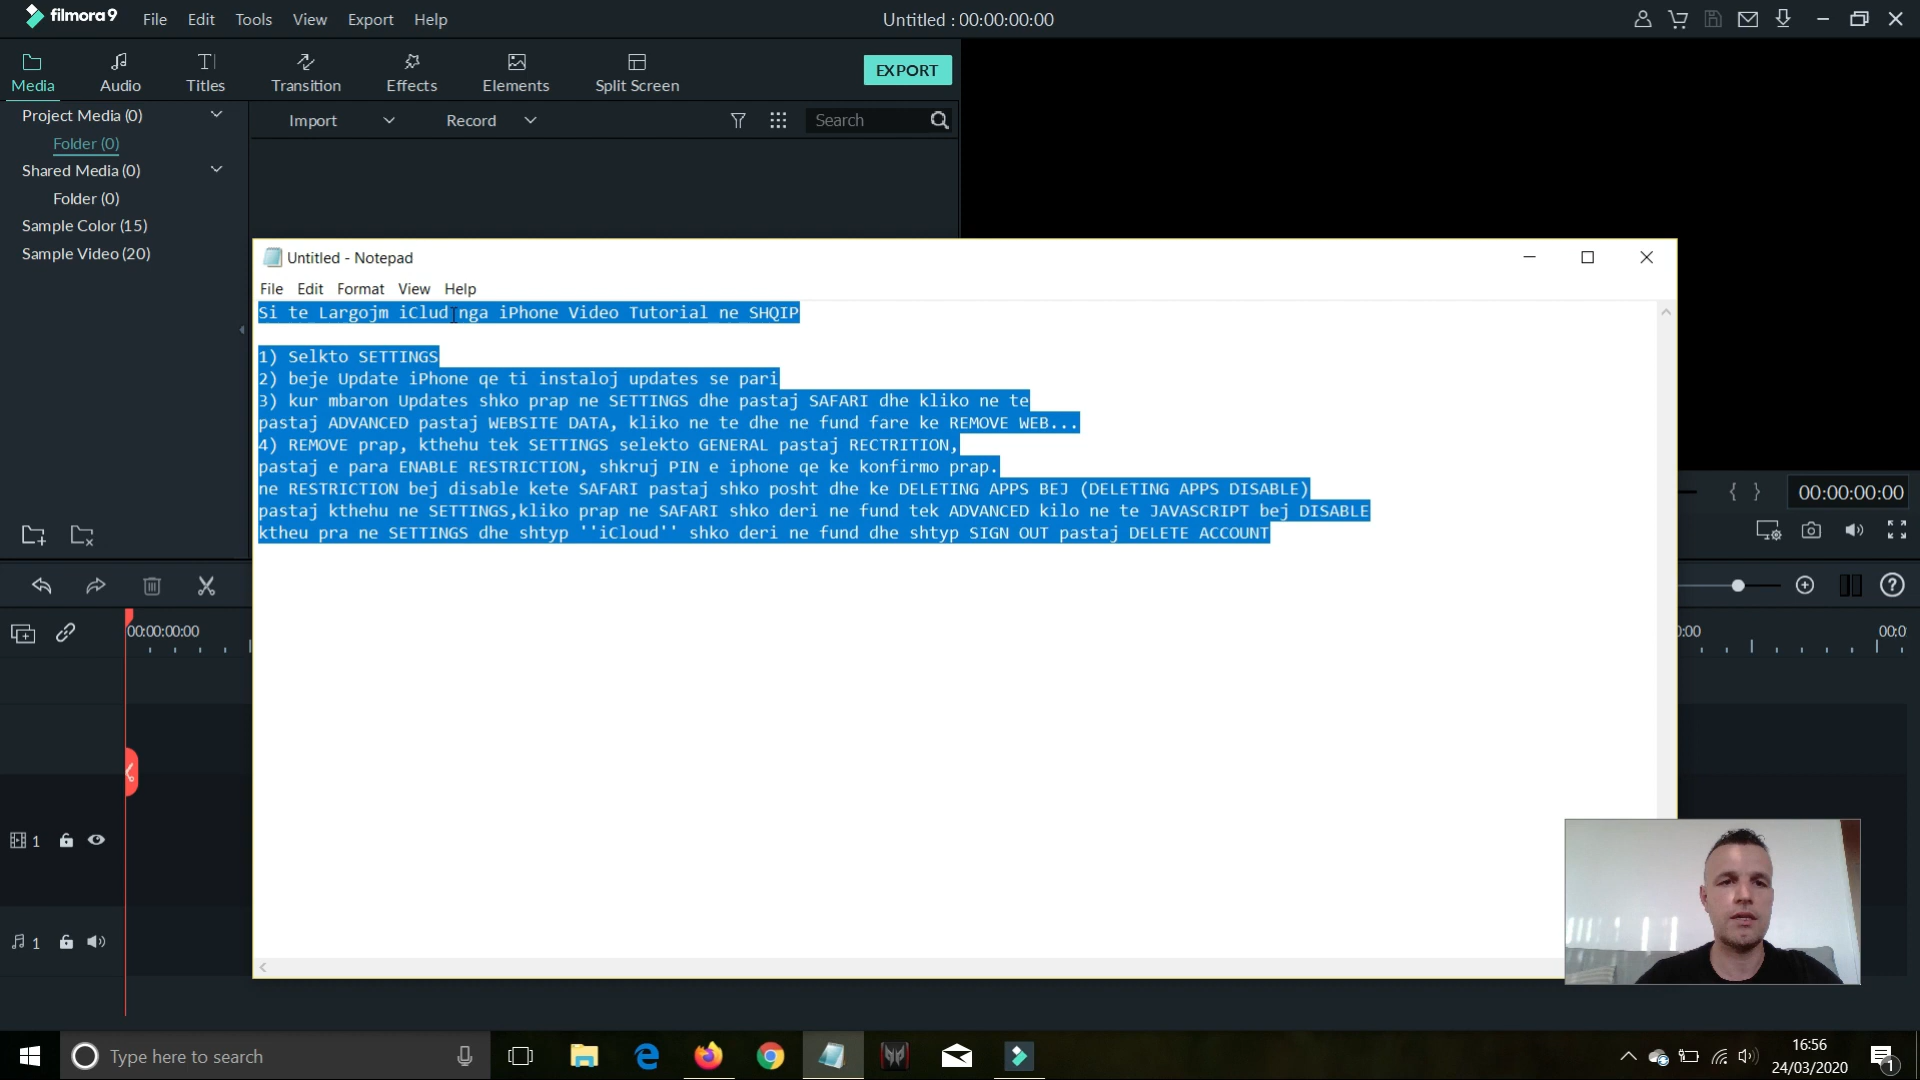 filmora9 File Edit Tools View Export Help Untitled : 00:00:00:00
Media Audio Titles Transition Effects Elements Split Screen EXPORT
Project Media (0) Import Record Search
Folder (0)
Shared Media (0)
Folder (0)
Sample Color (15)
Sample Video (20)
Untitled - Notepad
File Edit Format View Help
Si te Largojm iClud nga iPhone Video Tutorial ne SHQIP
1) Selkto SETTINGS
2) beje Update iPhone qe ti instaloj updates se pari
3) kur mbaron Updates shko prap ne SETTINGS dhe pastaj SAFARI dhe kliko ne te
pastaj ADVANCED pastaj WEBSITE DATA, kliko ne te dhe ne fund fare ke REMOVE WEB...
4) REMOVE prap, kthehu tek SETTINGS selekto GENERAL pastaj RECTRITION,
pastaj e para ENABLE RESTRICTION, shkruj PIN e iphone qe ke konfirmo prap.
ne RESTRICTION bej disable kete SAFARI pastaj shko posht dhe ke DELETING APPS BEJ (DELETING APPS DISABLE)
pastaj kthehu ne SETTINGS,kliko prap ne SAFARI shko deri ne fund tek ADVANCED kilo ne te JAVASCRIPT bej DISABLE
ktheu pra ne SETTINGS dhe shtyp ''iCloud'' shko deri ne fund dhe shtyp SIGN OUT pastaj DELETE ACCOUNT
{ } 00:00:00:00
00:00:00:00
1
1
Type here to search
16:56
24/03/2020
1